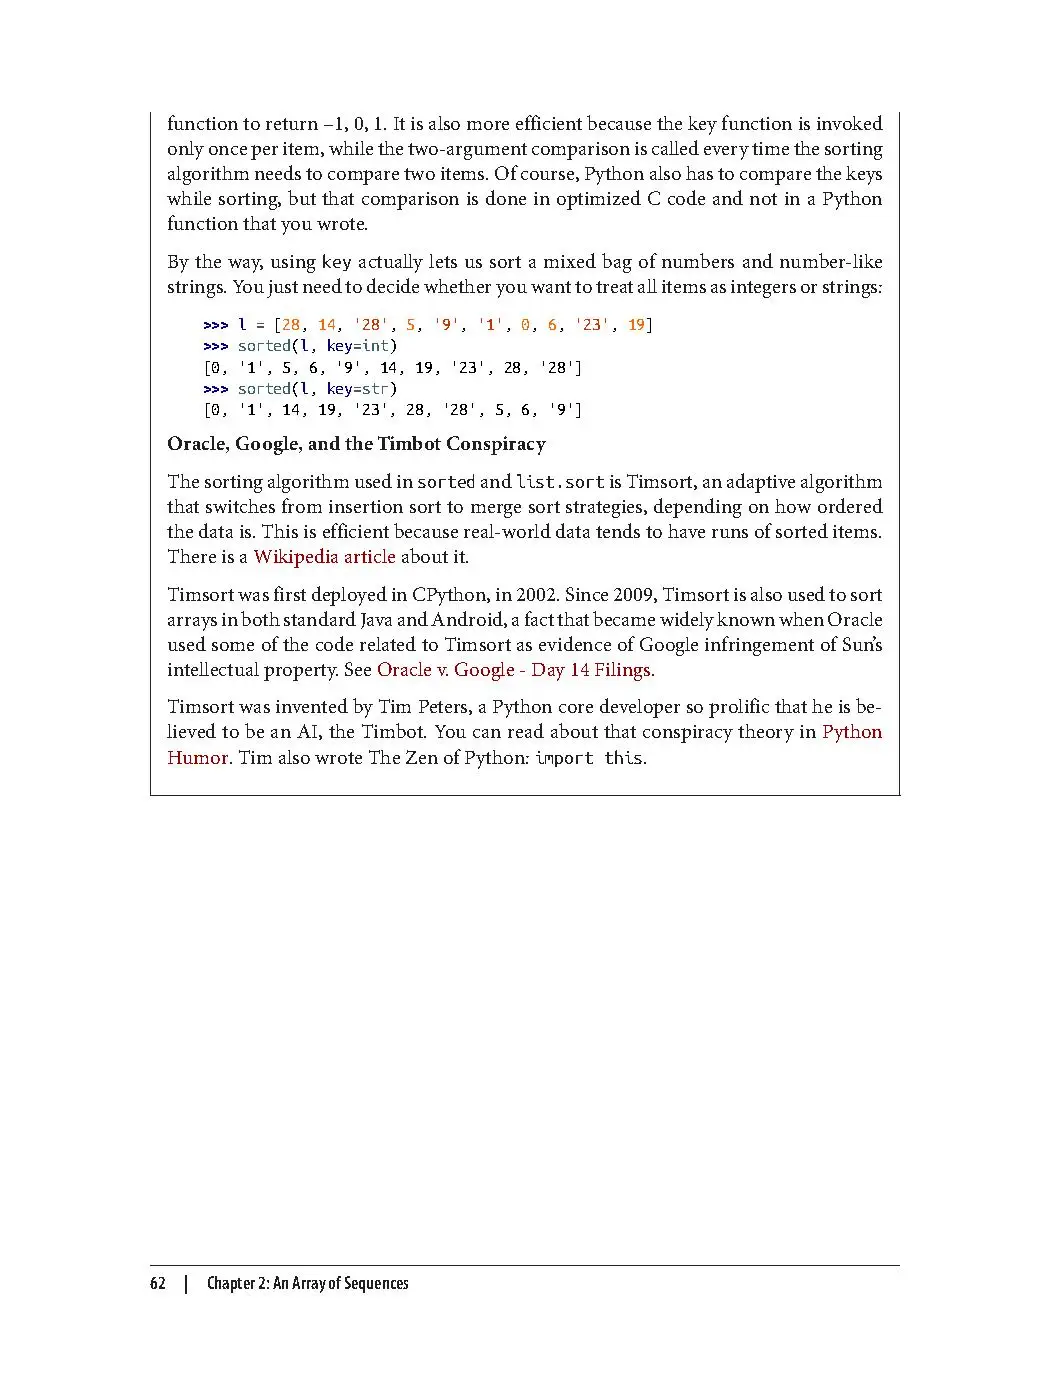 function to return –1, 0, 1. It is also more efficient because the key function is invoked
only once per item, while the two-argument comparison is called every time the sorting
algorithm needs to compare two items. Of course, Python also has to compare the keys
while sorting, but that comparison is done in optimized C code and not in a Python
function that you wrote.
By the way, using key actually lets us sort a mixed bag of numbers and number-like
strings. You just need to decide whether you want to treat all items as integers or strings:
>>> l = [28, 14, '28', 5, '9', '1', 0, 6, '23', 19]
>>> sorted(l, key=int)
[0, '1', 5, 6, '9', 14, 19, '23', 28, '28']
>>> sorted(l, key=str)
[0, '1', 14, 19, '23', 28, '28', 5, 6, '9']
Oracle, Google, and the Timbot Conspiracy
The sorting algorithm used in sorted and list.sort is Timsort, an adaptive algorithm
that switches from insertion sort to merge sort strategies, depending on how ordered
the data is. This is efficient because real-world data tends to have runs of sorted items.
There is a Wikipedia article about it.
Timsort was first deployed in CPython, in 2002. Since 2009, Timsort is also used to sort
arrays in both standard Java and Android, a fact that became widely known when Oracle
used some of the code related to Timsort as evidence of Google infringement of Sun’s
intellectual property. See Oracle v. Google - Day 14 Filings.
Timsort was invented by Tim Peters, a Python core developer so prolific that he is be-
lieved to be an AI, the Timbot. You can read about that conspiracy theory in Python
Humor. Tim also wrote The Zen of Python: import this.
62 | Chapter 2: An Array of Sequences